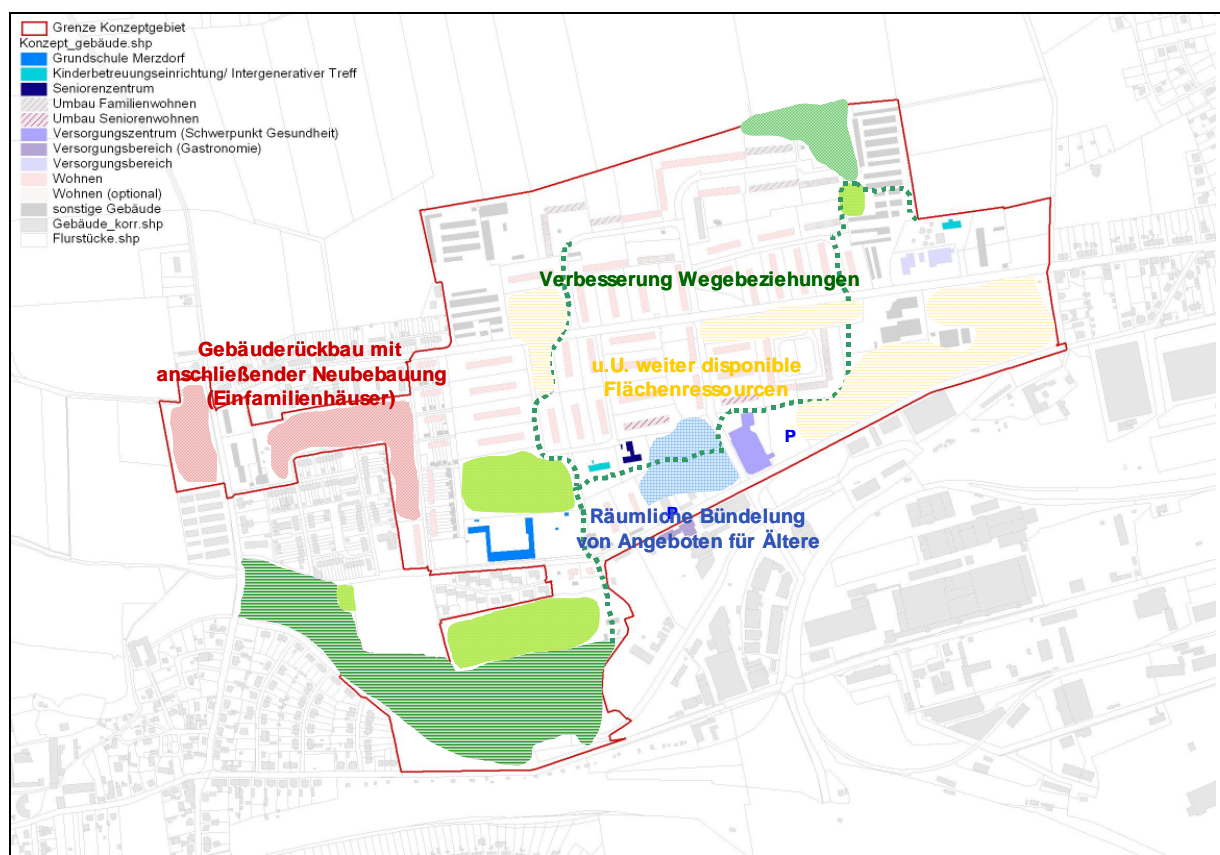 Grenze Konzeptgebiet
Konzept_gebäude.shp
Grundschule Merzdorf
Kinderbetreuungseinrichtung/ Intergenerativer Treff
Seniorenzentrum
Umbau Familienwohnen
Umbau Seniorenwohnen
Versorgungszentrum (Schwerpunkt Gesundheit)
Versorgungsbereich (Gastronomie)
Versorgungsbereich
Wohnen
Wohnen (optional)
sonstige Gebäude
Gebäude_korr.shp
Flurstücke.shp
Verbesserung Wegebeziehungen
Gebäuderückbau mit
anschließender Neubebauung
(Einfamilienhäuser)
u.U. weiter disponible
Flächenressourcen
P
P
Räumliche Bündelung
von Angeboten für Ältere